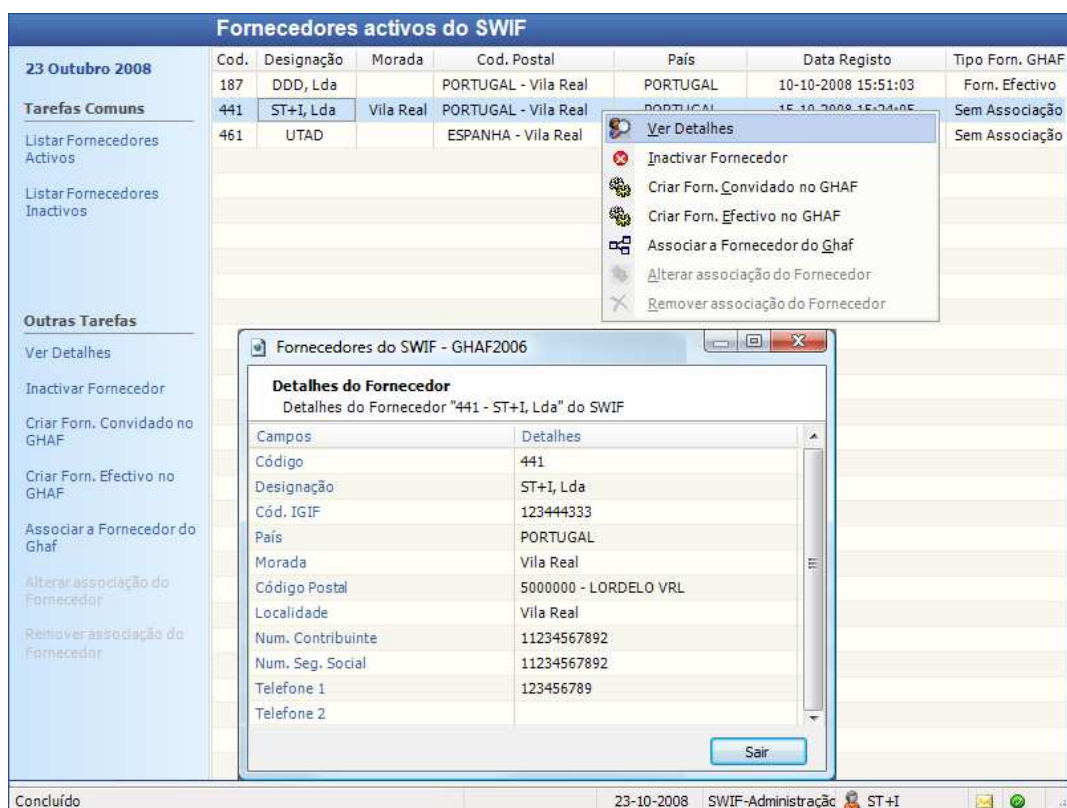 Fornecedores activos do SWIF
23 Outubro 2008
Tarefas Comuns
Listar Fornecedores
Activos
Listar Fornecedores
Inactivos
Outras Tarefas
Ver Detalhes
Inactivar Fornecedor
Criar Forn. Convidado no
GHAF
Criar Forn. Efectivo no
GHAF
Associar a Fornecedor do
Ghaf
Alterar associação do
Fornecedor
Remover associação do
Fornecedor
Cod. Designação Morada Cod. Postal País Data Registo Tipo Forn. GHAF
187 DDD, Lda PORTUGAL - Vila Real PORTUGAL 10-10-2008 15:51:03 Forn. Efectivo
441 ST+I, Lda Vila Real PORTUGAL - Vila Real PORTUGAL 15-10-2008 15:24:05 Sem Associação
461 UTAD ESPANHA - Vila Real Sem Associação
Ver Detalhes
Inactivar Fornecedor
Criar Forn. Convidado no GHAF
Criar Forn. Efectivo no GHAF
Associar a Fornecedor do Ghaf
Alterar associação do Fornecedor
Remover associação do Fornecedor
Fornecedores do SWIF - GHAF2006
Detalhes do Fornecedor
Detalhes do Fornecedor "441 - ST+I, Lda" do SWIF
Campos Detalhes
Código 441
Designação ST+I, Lda
Cód. IGIF 123444333
País PORTUGAL
Morada Vila Real
Código Postal 5000000 - LORDELO VRL
Localidade Vila Real
Num. Contribuinte 11234567892
Num. Seg. Social 11234567892
Telefone 1 123456789
Telefone 2
Sair
Concluído 23-10-2008 SWIF-Administraçãc ST+I